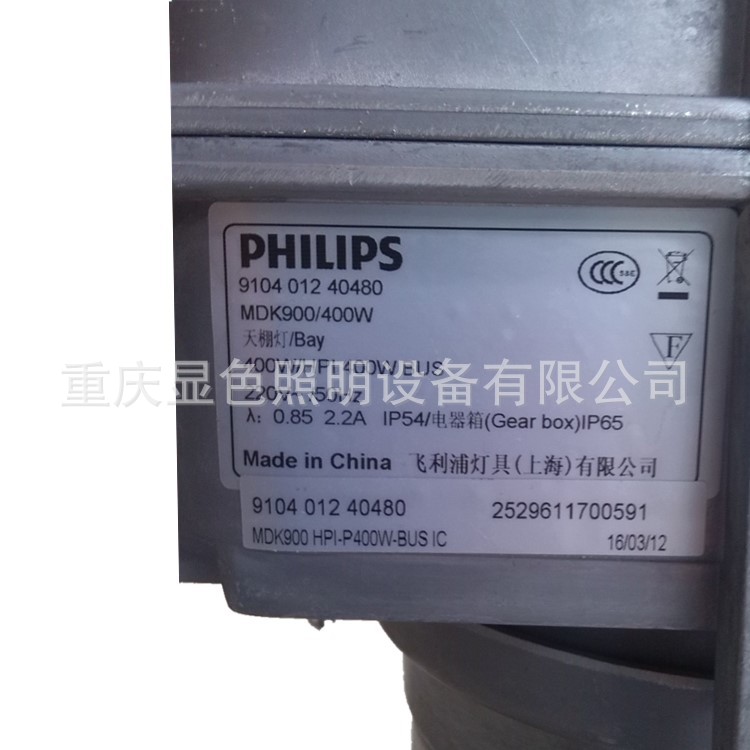 PHILIPS
9104 012 40480
MDK900/400W
天棚灯/Bay
重庆显色照明设备有限公司
λ: 0.85 2.2A IP54/电器箱(Gear box)IP65
Made in China 飞利浦灯具(上海)有限公司
CCC S&E
F
9104 012 40480 2529611700591
MDK900 HPI-P400W-BUS IC 16/03/12